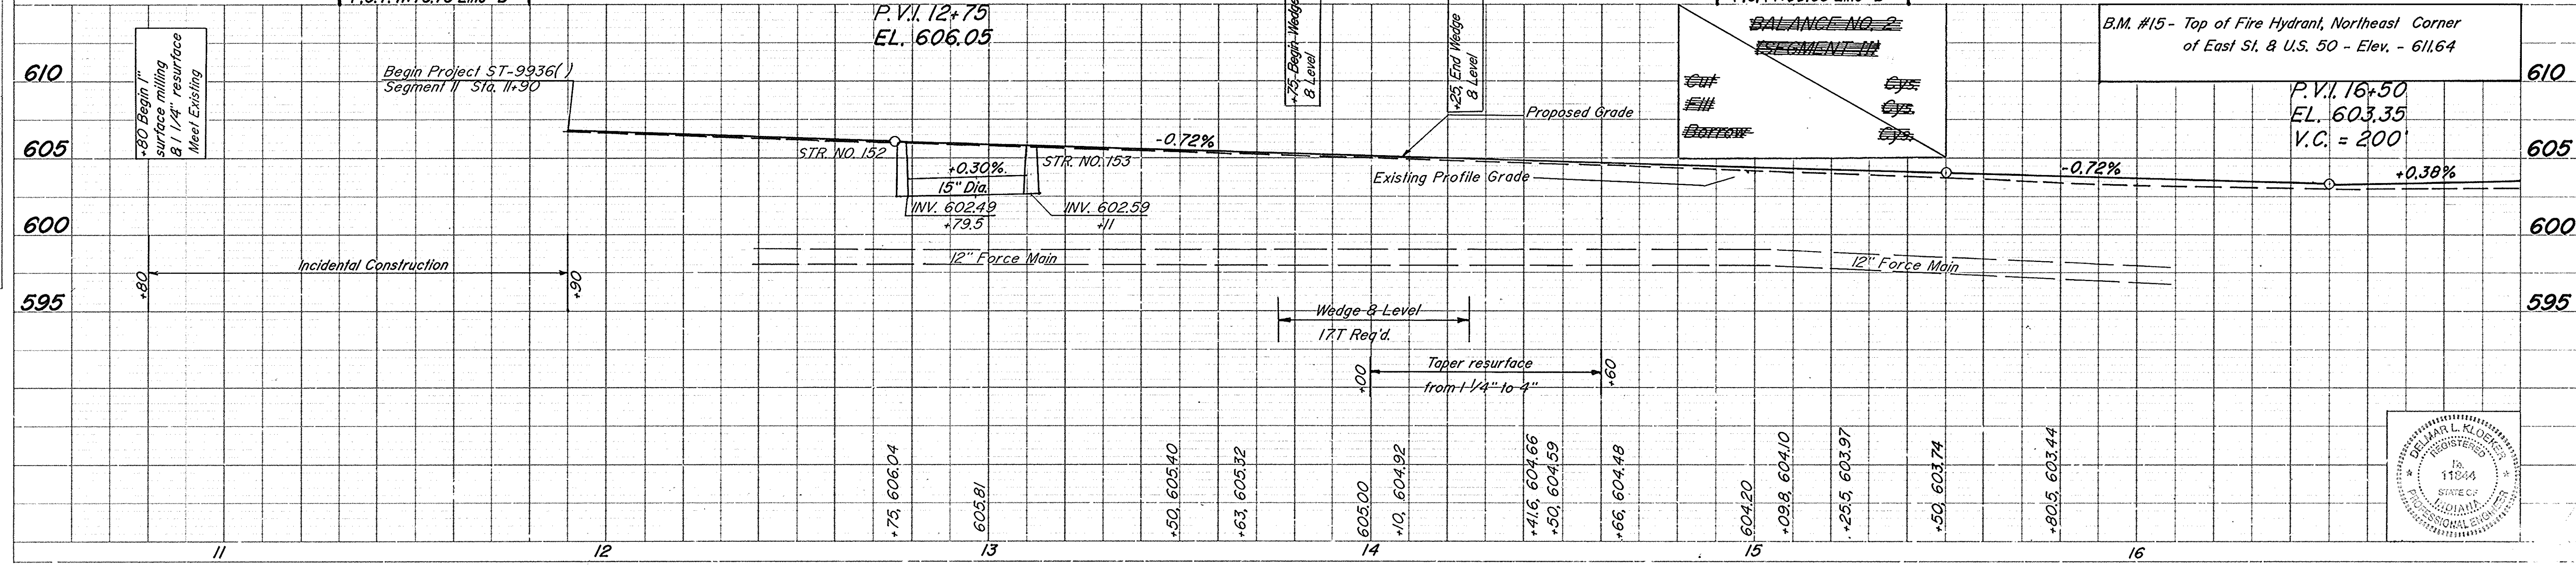 P.V.I. 12+75
EL. 606.05
+80 Begin 1"
surface milling
& 1 1/4" resurface
Meet Existing
Begin Project ST-9936( )
Segment II Sta. 11+90
+75, Begin Wedge
& Level
+25, End Wedge
& Level
BALANCE NO. 2
Cut Cys.
Fill Cys.
Borrow Cys.
B.M. #15 - Top of Fire Hydrant, Northeast Corner
of East St. & U.S. 50 - Elev. - 611.64
P.V.I. 16+50
EL. 603.35
V.C. = 200'
610
605
600
595
610
605
600
595
STR. NO. 152
+0.30%
15" Dia.
STR. NO. 153
INV. 602.49
+79.5
INV. 602.59
+11
-0.72%
Proposed Grade
Existing Profile Grade
-0.72%
+0.38%
+80
Incidental Construction
+90
12" Force Main
12" Force Main
Wedge & Level
17T Req'd.
+00
Taper resurface
from 1 1/4" to 4"
+60
+75, 606.04
605.81
+50, 605.40
+63, 605.32
605.00
+10, 604.92
+41.6, 604.66
+50, 604.59
+66, 604.48
604.20
+09.8, 604.10
+25.5, 603.97
+50, 603.74
+80.5, 603.44
DELMAR L. KLOEKER
REGISTERED
No.
11844
STATE OF
INDIANA
PROFESSIONAL ENGINEER
11
12
13
14
15
16